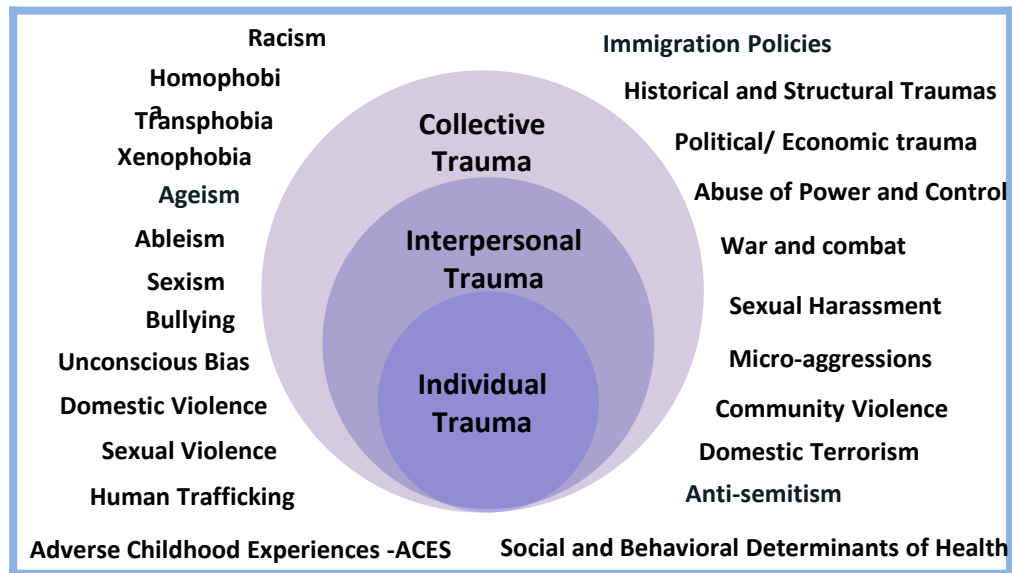 Racism
Homophobi
a
Transphobia
Xenophobia
Ageism
Ableism
Sexism
Bullying
Unconscious Bias
Domestic Violence
Sexual Violence
Human Trafficking
Adverse Childhood Experiences -ACES
Collective
Trauma
Interpersonal
Trauma
Individual
Trauma
Immigration Policies
Historical and Structural Traumas
Political/ Economic trauma
Abuse of Power and Control
War and combat
Sexual Harassment
Micro-aggressions
Community Violence
Domestic Terrorism
Anti-semitism
Social and Behavioral Determinants of Health